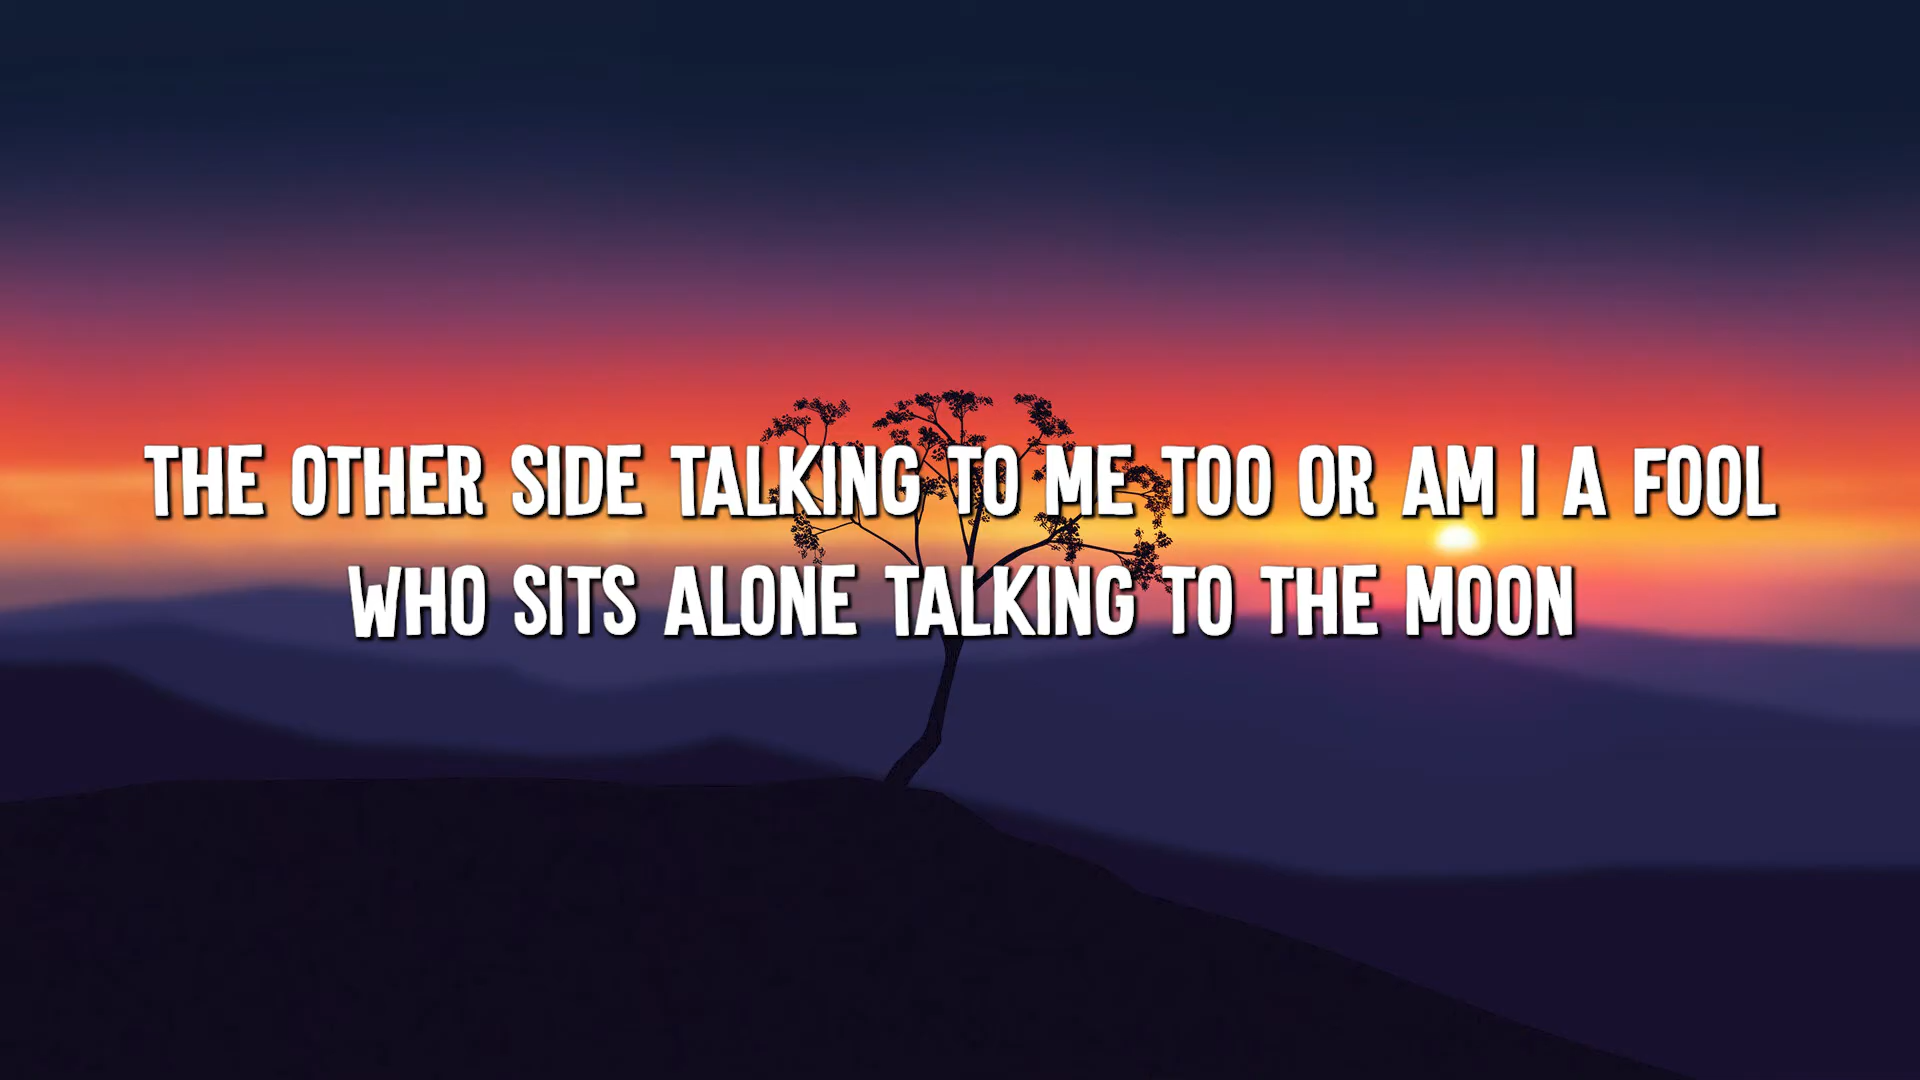 THE OTHER SIDE TALKING TO ME TOO OR AM I A FOOL
WHO SITS ALONE TALKING TO THE MOON